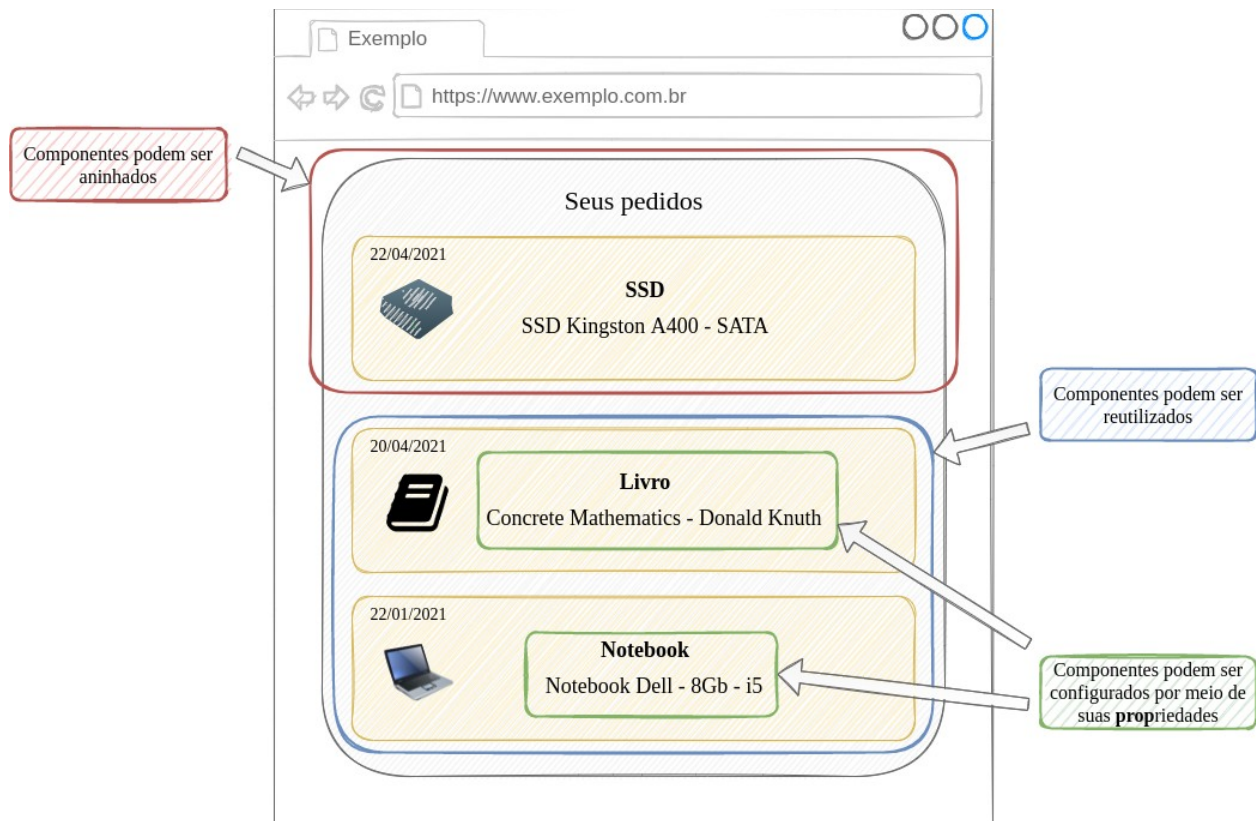 Exemplo
https://www.exemplo.com.br
Componentes podem ser
aninhados
Seus pedidos
22/04/2021
SSD
SSD Kingston A400 - SATA
Componentes podem ser
reutilizados
20/04/2021
Livro
Concrete Mathematics - Donald Knuth
22/01/2021
Notebook
Notebook Dell - 8Gb - i5
Componentes podem ser
configurados por meio de
suas propriedades